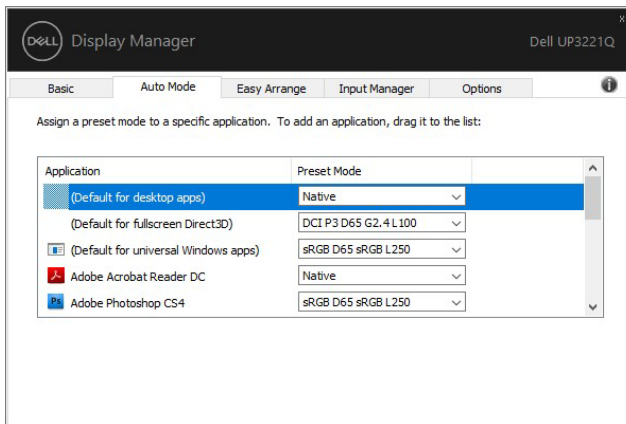 x
DELL Display Manager Dell UP3221Q
Basic Auto Mode Easy Arrange Input Manager Options
Assign a preset mode to a specific application. To add an application, drag it to the list:
Application Preset Mode
(Default for desktop apps) Native
(Default for fullscreen Direct3D) DCI P3 D65 G2.4 L100
(Default for universal Windows apps) sRGB D65 sRGB L250
Adobe Acrobat Reader DC Native
Ps Adobe Photoshop CS4 sRGB D65 sRGB L250